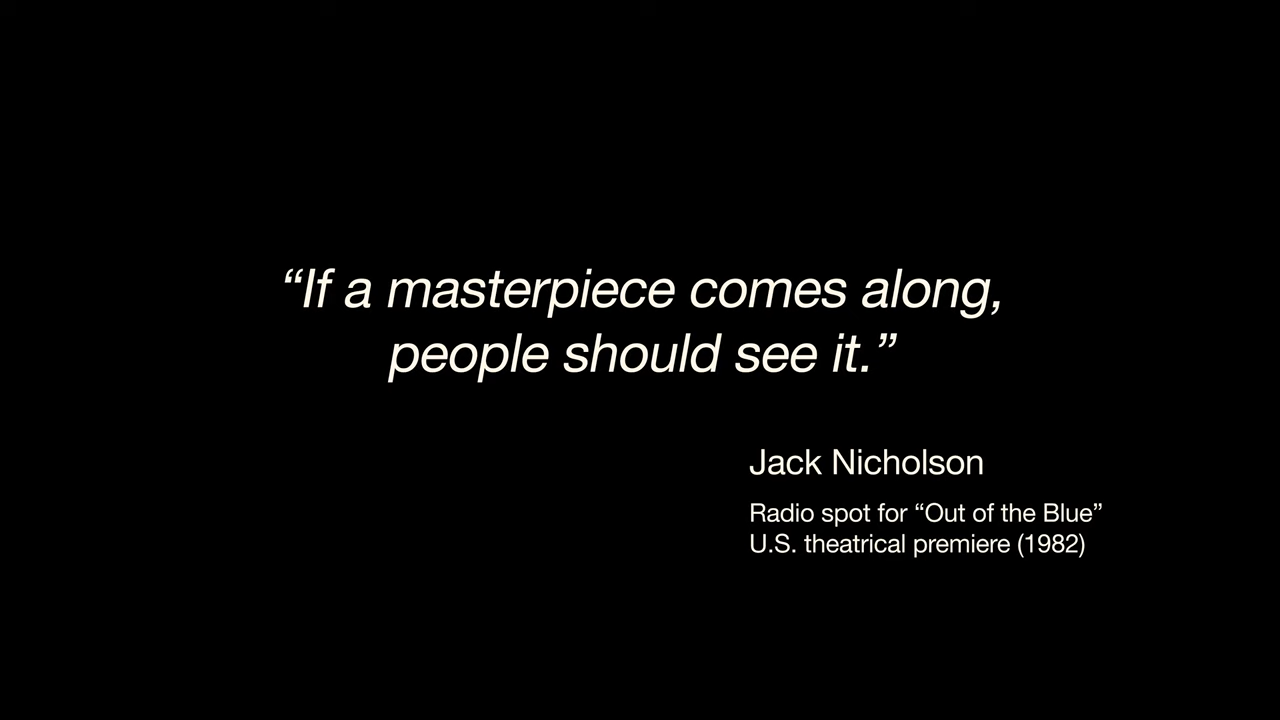 “If a masterpiece comes along,
people should see it.”
Jack Nicholson
Radio spot for “Out of the Blue”
U.S. theatrical premiere (1982)